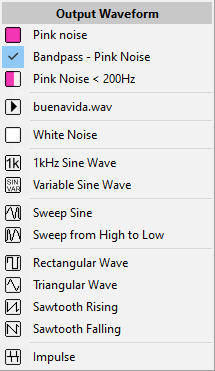 Output Waveform
Pink noise
Bandpass - Pink Noise
Pink Noise < 200Hz
buenavida.wav
White Noise
1k 1kHz Sine Wave
SIN VAR Variable Sine Wave
Sweep Sine
Sweep from High to Low
Rectangular Wave
Triangular Wave
Sawtooth Rising
Sawtooth Falling
Impulse